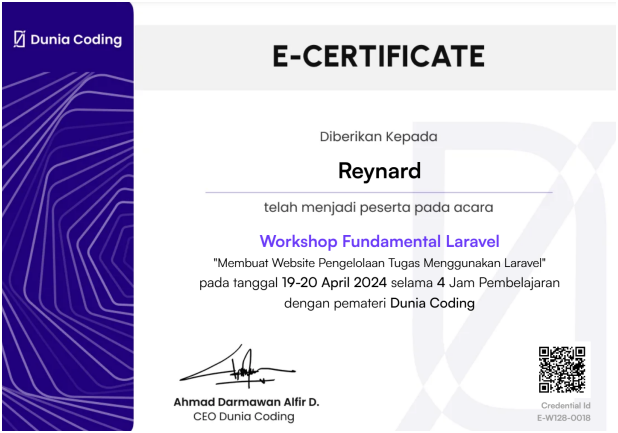 Dunia Coding
E-CERTIFICATE
Diberikan Kepada
Reynard
telah menjadi peserta pada acara
Workshop Fundamental Laravel
"Membuat Website Pengelolaan Tugas Menggunakan Laravel"
pada tanggal 19-20 April 2024 selama 4 Jam Pembelajaran
dengan pemateri Dunia Coding
Ahmad Darmawan Alfir D.
CEO Dunia Coding
Credential Id
E-W128-0018